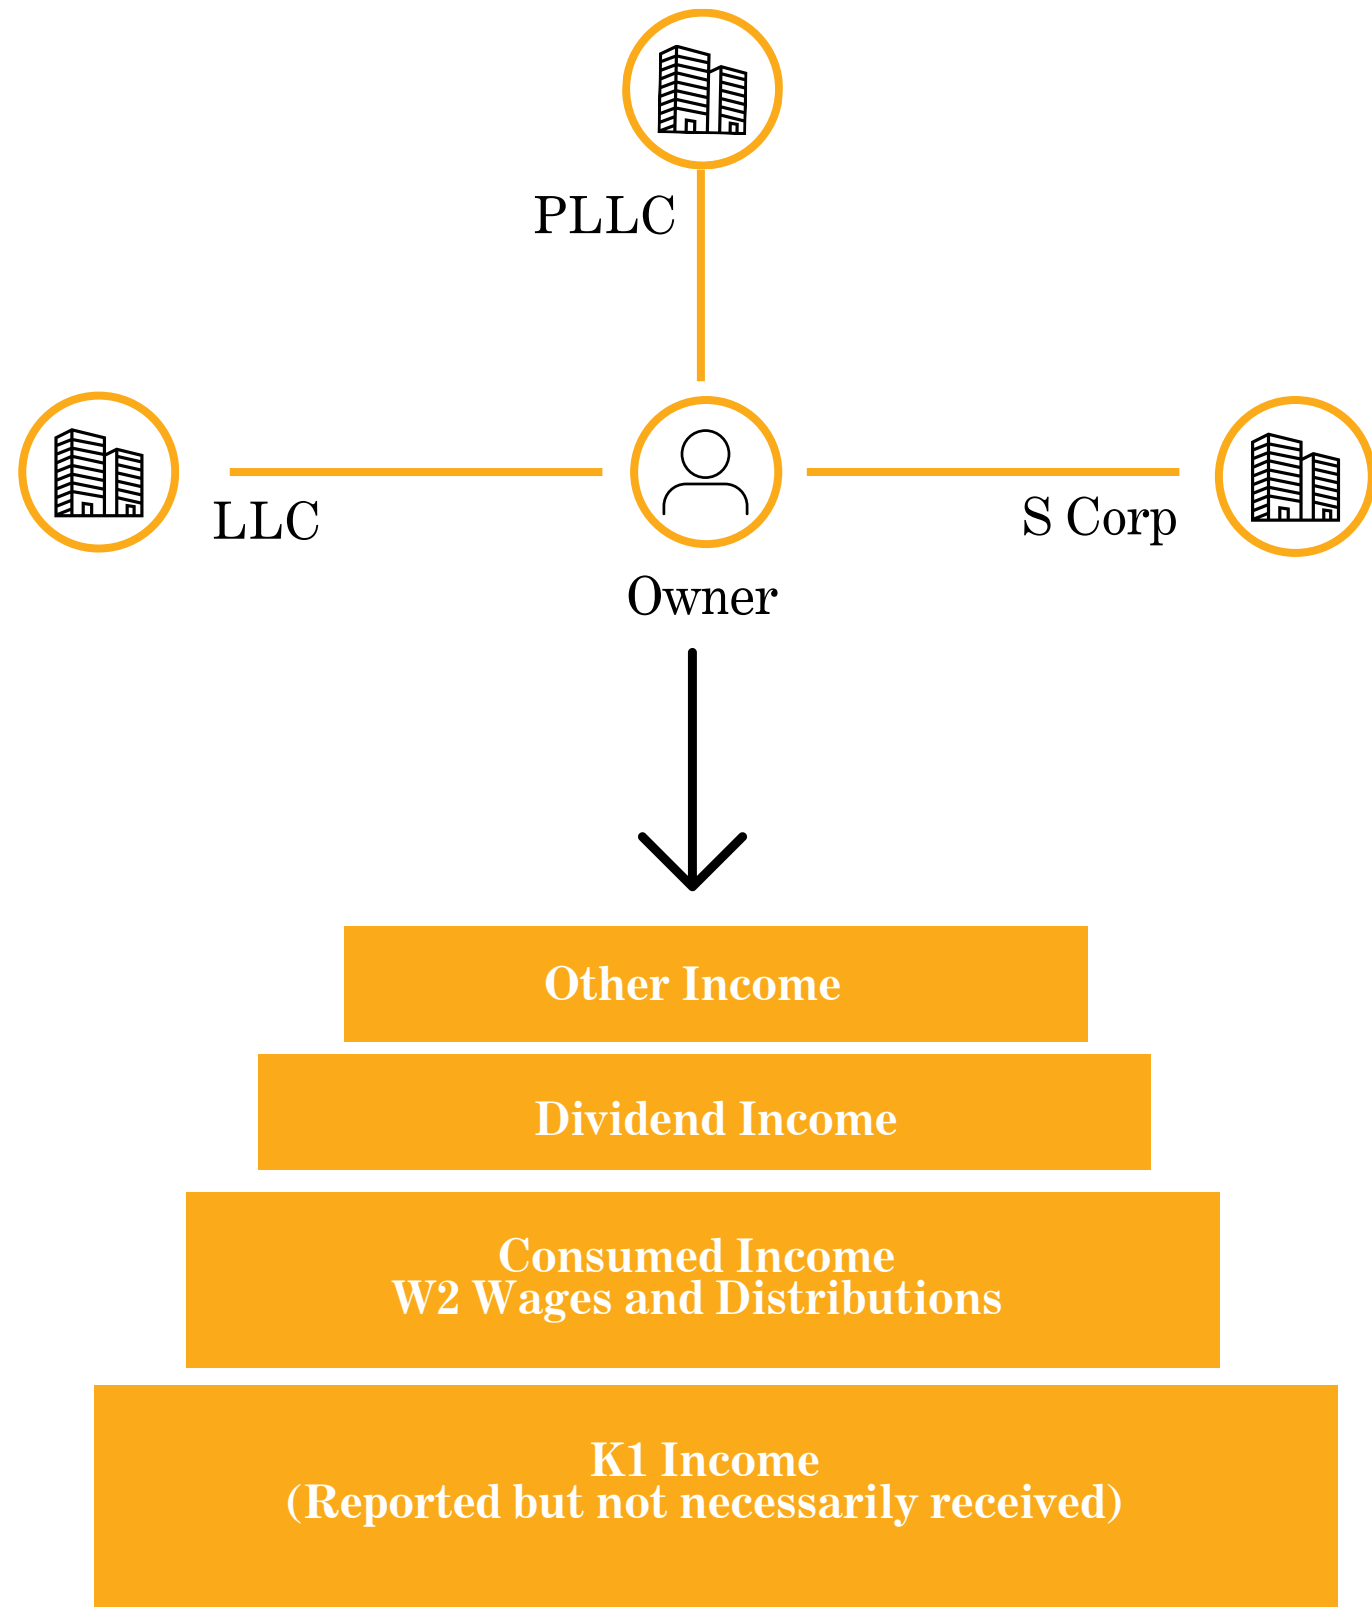 PLLC
LLC
S Corp
Owner
Other Income
Dividend Income
Consumed Income
W2 Wages and Distributions
K1 Income
(Reported but not necessarily received)